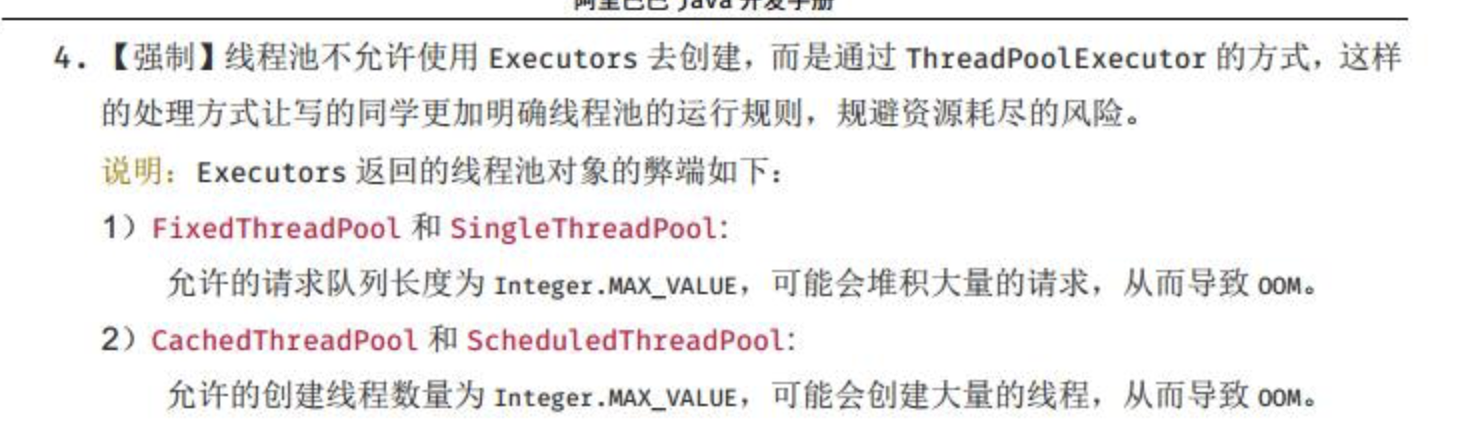 阿里巴巴 Java 开发手册
4. 【强制】线程池不允许使用 Executors 去创建，而是通过 ThreadPoolExecutor 的方式，这样
的处理方式让写的同学更加明确线程池的运行规则，规避资源耗尽的风险。
说明：Executors 返回的线程池对象的弊端如下：
1）FixedThreadPool 和 SingleThreadPool:
允许的请求队列长度为 Integer.MAX_VALUE，可能会堆积大量的请求，从而导致 OOM。
2）CachedThreadPool 和 ScheduledThreadPool:
允许的创建线程数量为 Integer.MAX_VALUE，可能会创建大量的线程，从而导致 OOM。